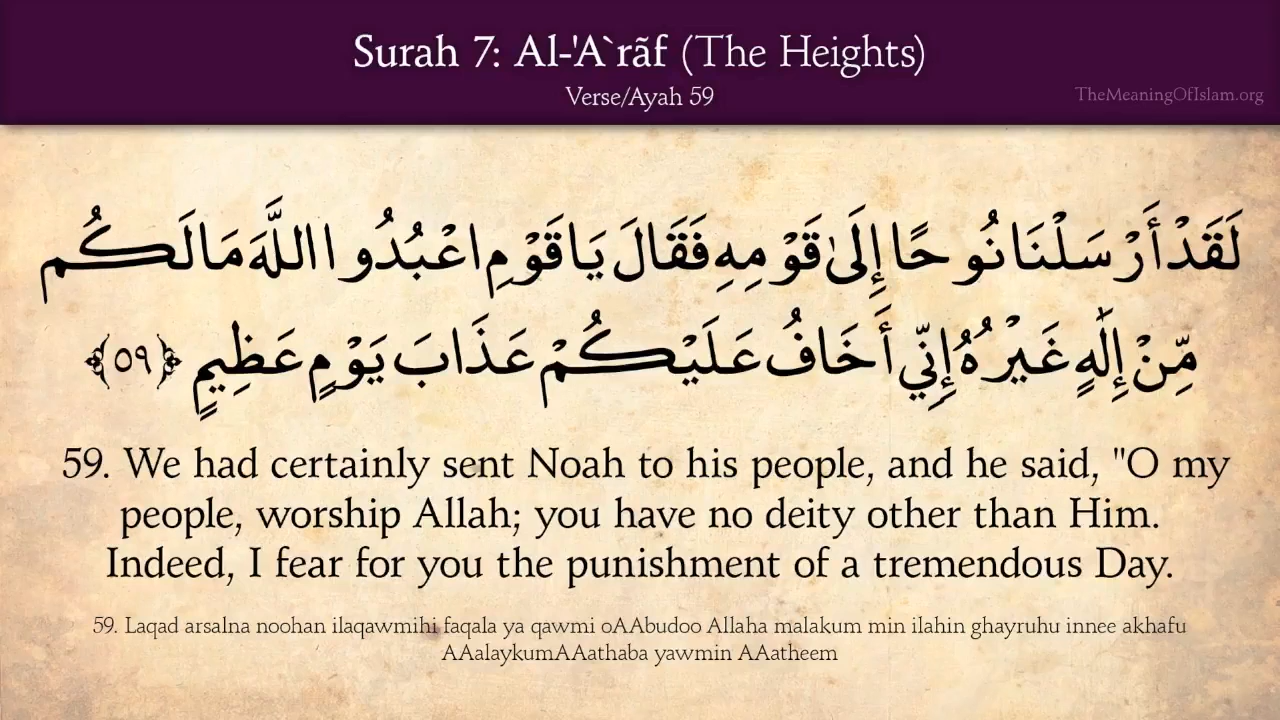 Surah 7: Al-'A`rãf (The Heights)
Verse/Ayah 59
TheMeaningOfIslam.org
لَقَدْ أَرْسَلْنَا نُوحًا إِلَىٰ قَوْمِهِ فَقَالَ يَا قَوْمِ اعْبُدُوا اللَّهَ مَا لَكُم
مِّنْ إِلَٰهٍ غَيْرُهُ إِنِّي أَخَافُ عَلَيْكُمْ عَذَابَ يَوْمٍ عَظِيمٍ ﴿٥٩﴾
59. We had certainly sent Noah to his people, and he said, "O my
people, worship Allah; you have no deity other than Him.
Indeed, I fear for you the punishment of a tremendous Day.
59. Laqad arsalna noohan ilaqawmihi faqala ya qawmi oAAbudoo Allaha malakum min ilahin ghayruhu innee akhafu
AAalaykumAAathaba yawmin AAatheem